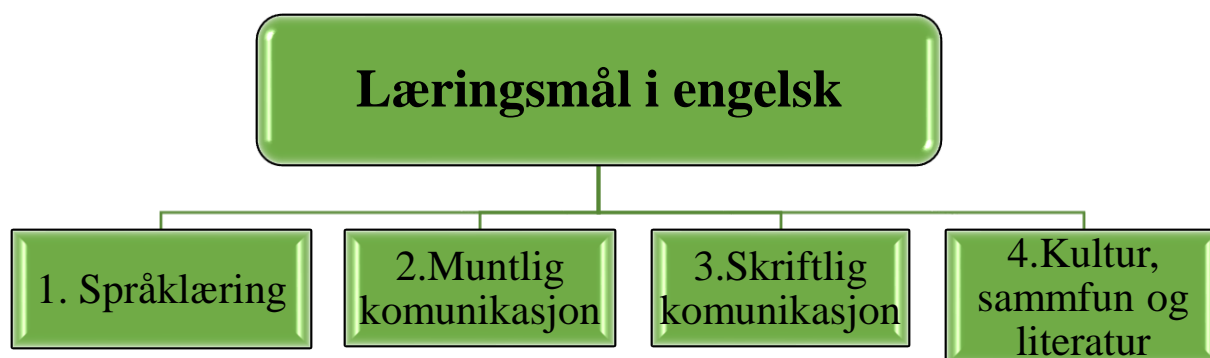 Læringsmål i engelsk
1. Språklæring
2.Muntlig
komunikasjon
3.Skriftlig
komunikasjon
4.Kultur,
sammfun og
literatur